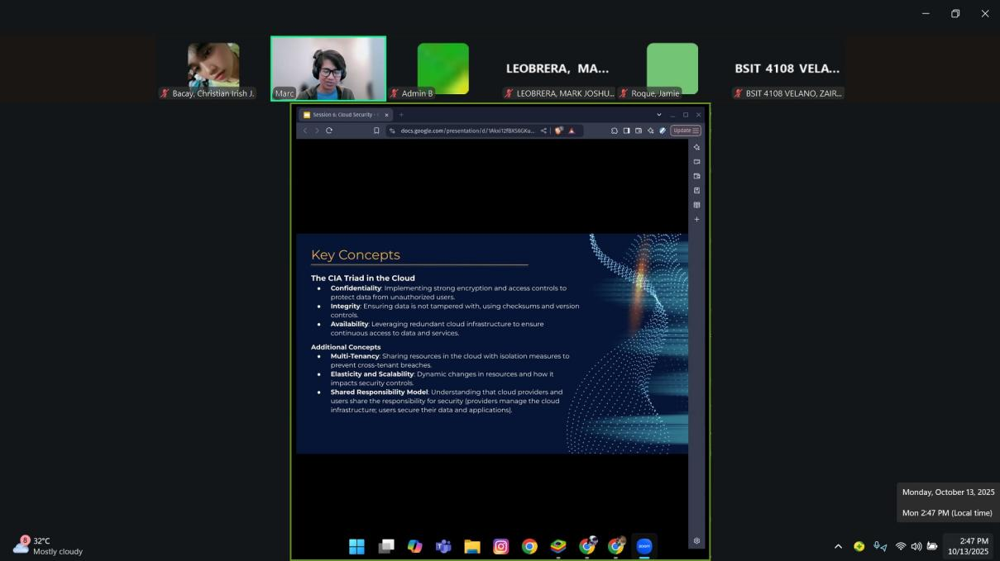 Bacay, Christian Irish J.
Marc
Admin B
LEOBRERA, MA...
LEOBRERA, MARK JOSHU...
Roque, Jamie
BSIT 4108 VELA...
BSIT 4108 VELANO, ZAIR...
Session 6: Cloud Security -
Update
Key Concepts
The CIA Triad in the Cloud
● Confidentiality: Implementing strong encryption and access controls to
protect data from unauthorized users.
● Integrity: Ensuring data is not tampered with, using checksums and version
controls.
● Availability: Leveraging redundant cloud infrastructure to ensure
continuous access to data and services.
Additional Concepts
● Multi-Tenancy: Sharing resources in the cloud with isolation measures to
prevent cross-tenant breaches.
● Elasticity and Scalability: Dynamic changes in resources and how it
impacts security controls.
● Shared Responsibility Model: Understanding that cloud providers and
users share the responsibility for security (providers manage the cloud
infrastructure; users secure their data and applications).
Monday, October 13, 2025
Mon 2:47 PM (Local time)
8
32°C
Mostly cloudy
zoom
2:47 PM
10/13/2025